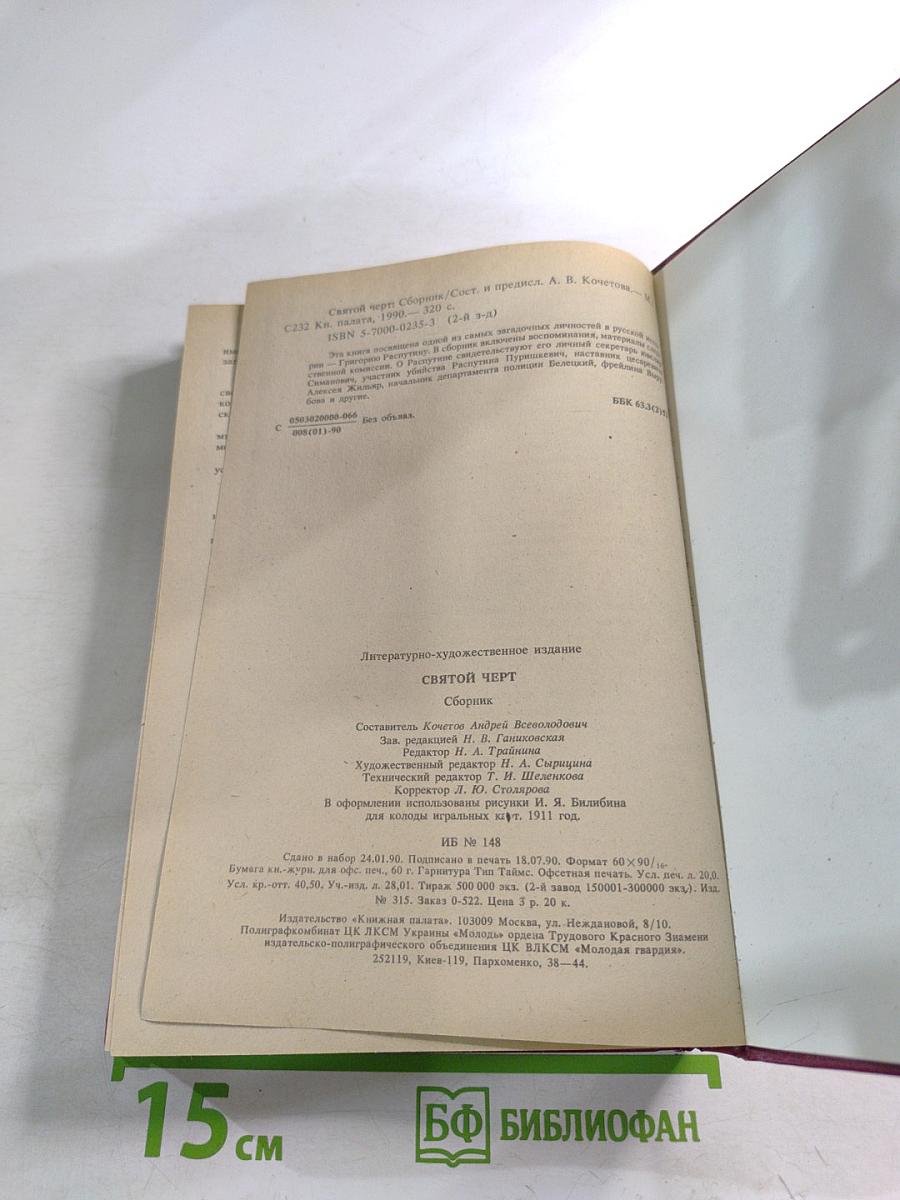 Святой черт: Сборник/Сост. и предисл. А. В. Кочетова,— М.
С232 Кн. палата, 1990.— 320 с.
ISBN 5-7000-0235-3 (2-й з-д)
Эта книга посвящена одной из самых загадочных личностей в русской
рии — Григорию Распутину. В сборник включены воспоминания, материалы
ственной комиссии. О Распутине свидетельствуют его личный секретарь
Симанович, участник убийства Распутина Пуришкевич, наставник
Алексея Жильяр, начальник департамента полиции Белецкий, фрейлина
бова и другие.
С 0503020000-066 Без объявл.
008(01)-90
ББК 63.3(2)
Литературно-художественное издание
СВЯТОЙ ЧЕРТ
Сборник
Составитель Кочетов Андрей Всеволодович
Зав. редакцией Н. В. Ганиковская
Редактор Н. А. Трайнина
Художественный редактор Н. А. Сырицина
Технический редактор Т. И. Шеленкова
Корректор Л. Ю. Столярова
В оформлении использованы рисунки И. Я. Билибина
для колоды игральных карт. 1911 год.
ИБ № 148
Сдано в набор 24.01.90. Подписано в печать 18.07.90. Формат 60×90/16.
Бумага кн.-журн. для офс. печ., 60 г. Гарнитура Тип Таймс. Офсетная печать. Усл. печ. л. 20,0.
Усл. кр.-отт. 40,50. Уч.-изд. л. 28,01. Тираж 500 000 экз. (2-й завод 150001-300000 экз.). Изд.
№ 315. Заказ 0-522. Цена 3 р. 20 к.
Издательство «Книжная палата». 103009 Москва, ул. Неждановой, 8/10.
Полиграфкомбинат ЦК ЛКСМ Украины «Молодь» ордена Трудового Красного Знамени
издательско-полиграфического объединения ЦК ВЛКСМ «Молодая гвардия».
252119, Киев-119, Пархоменко, 38—44.
15 см
БФ БИБЛИОФАН